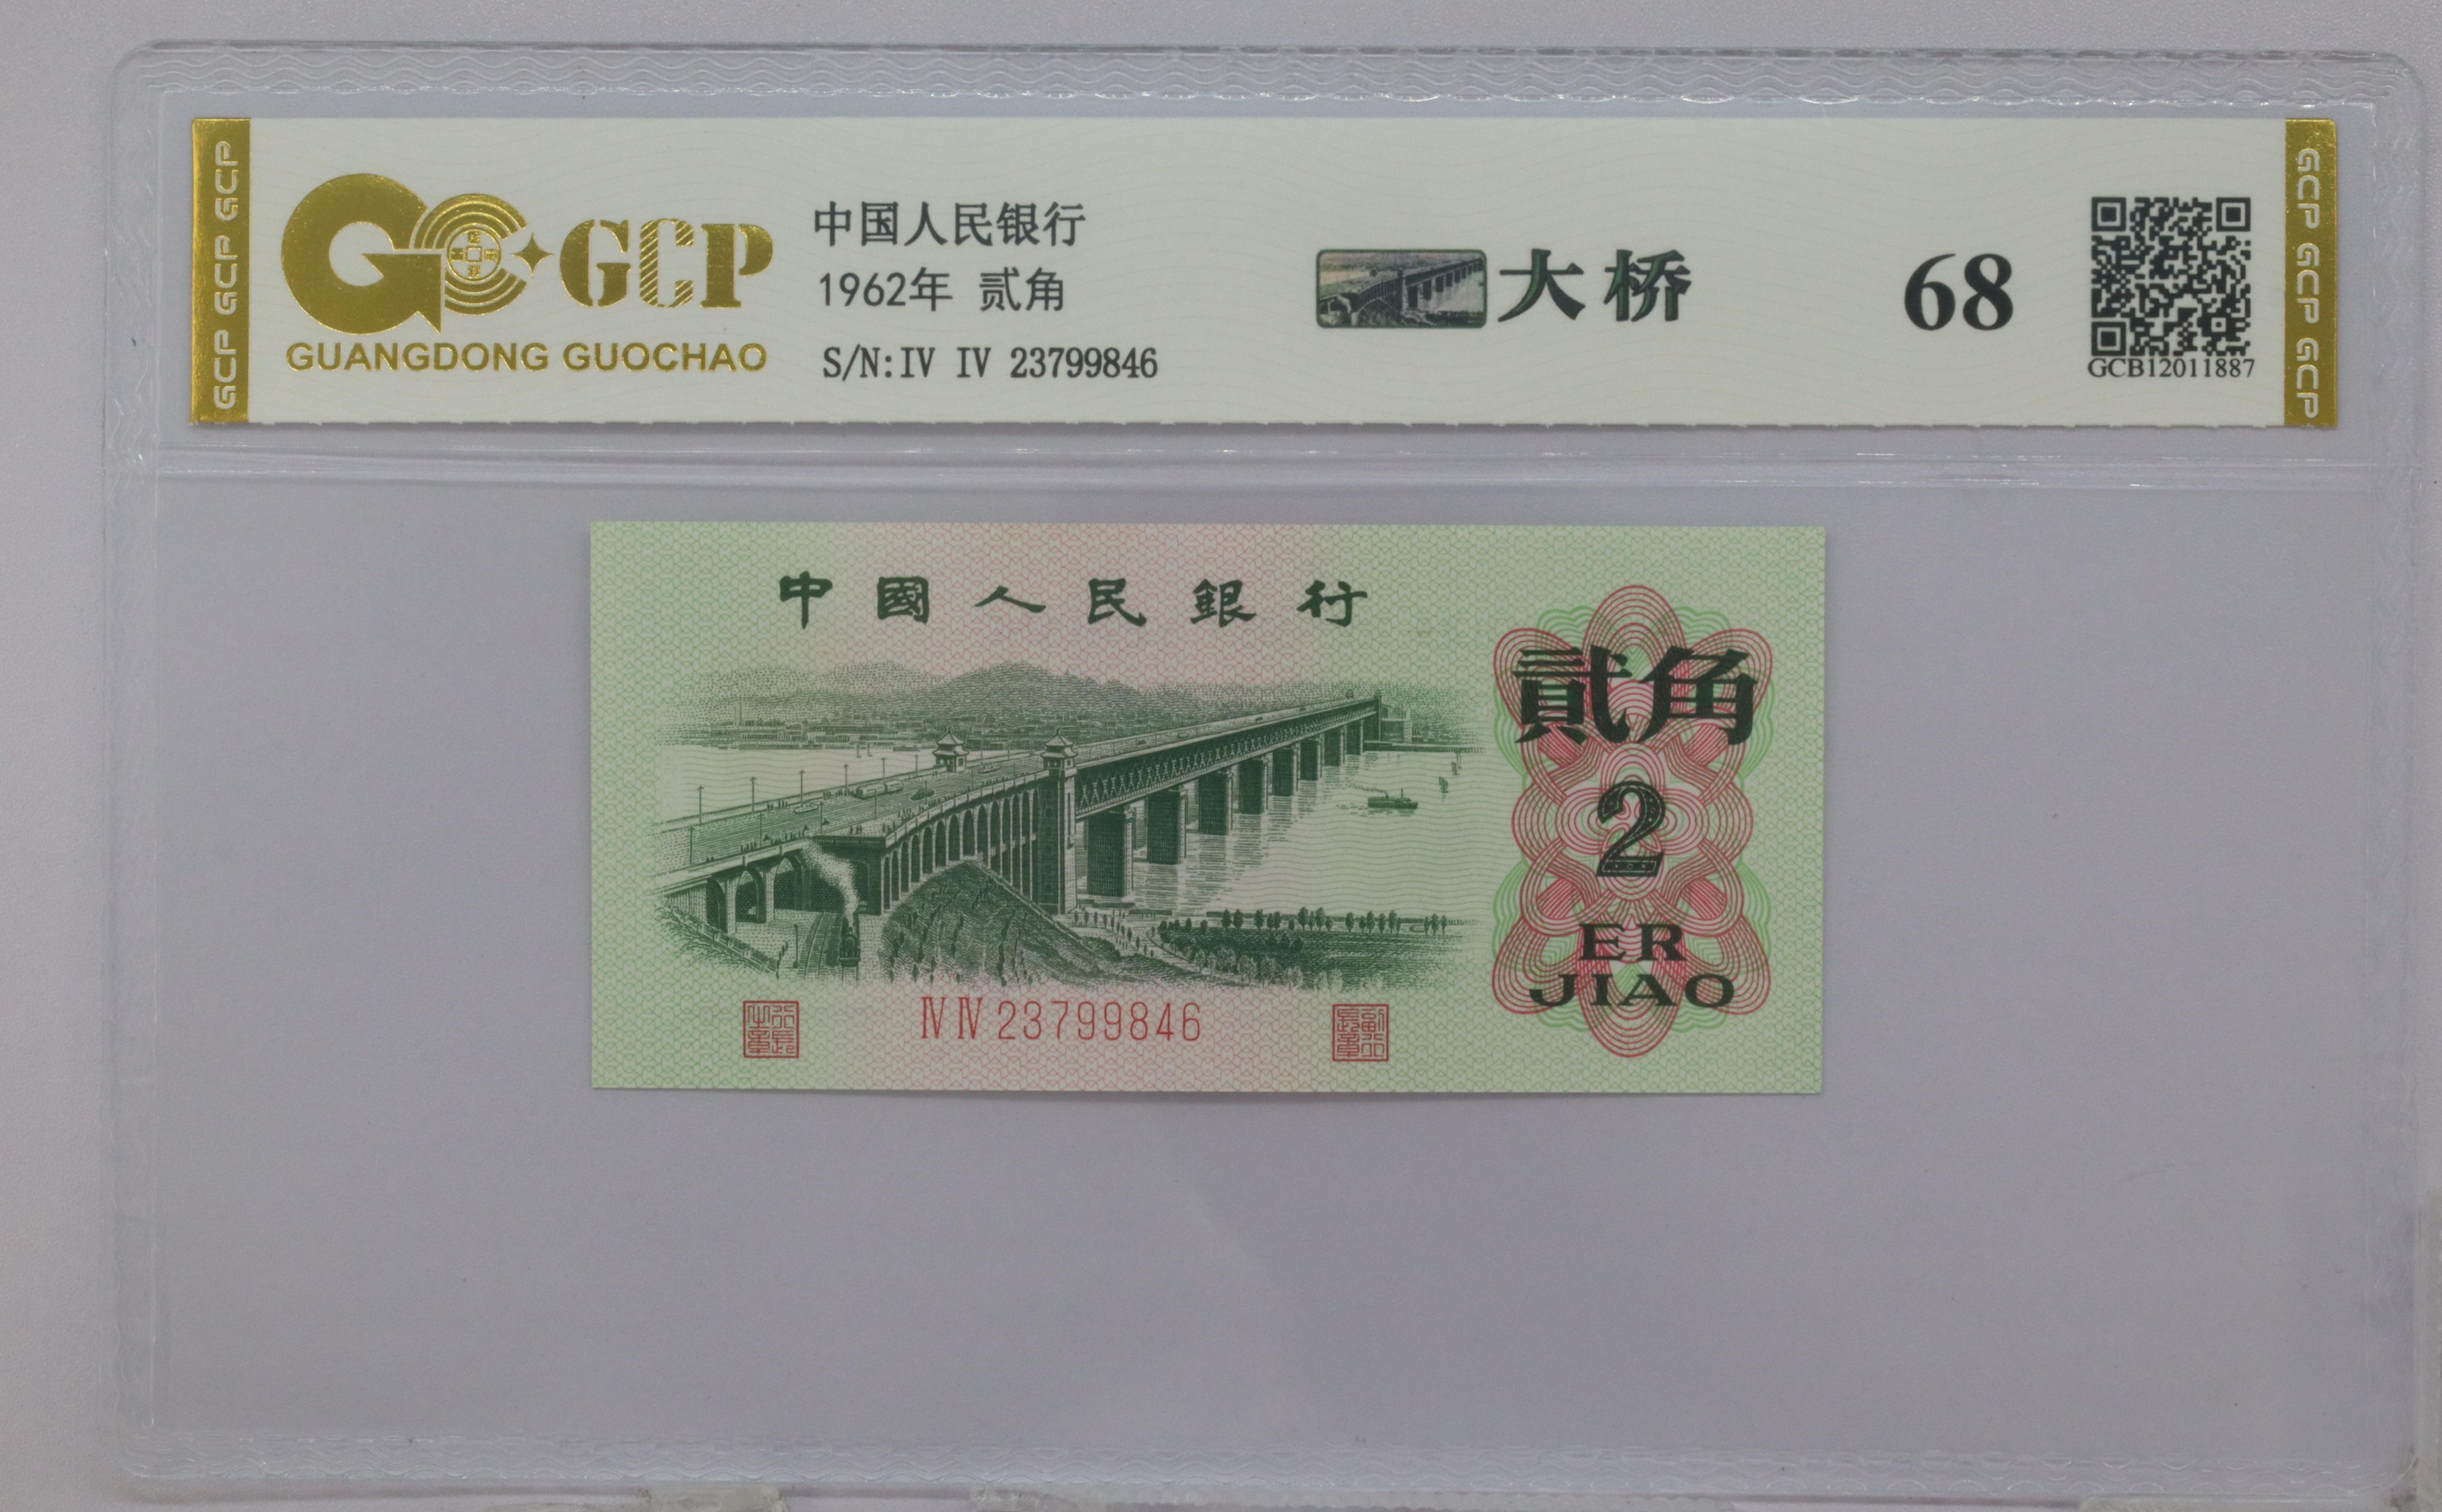 GCP GCP GCP
GCP
GUANGDONG GUOCHAO
中国人民银行
1962年 贰角
S/N:IV IV 23799846
大桥
68
GCB12011887
GCP GCP GCP
中國人民銀行
貳角
2
ER
JIAO
IV IV 23799846